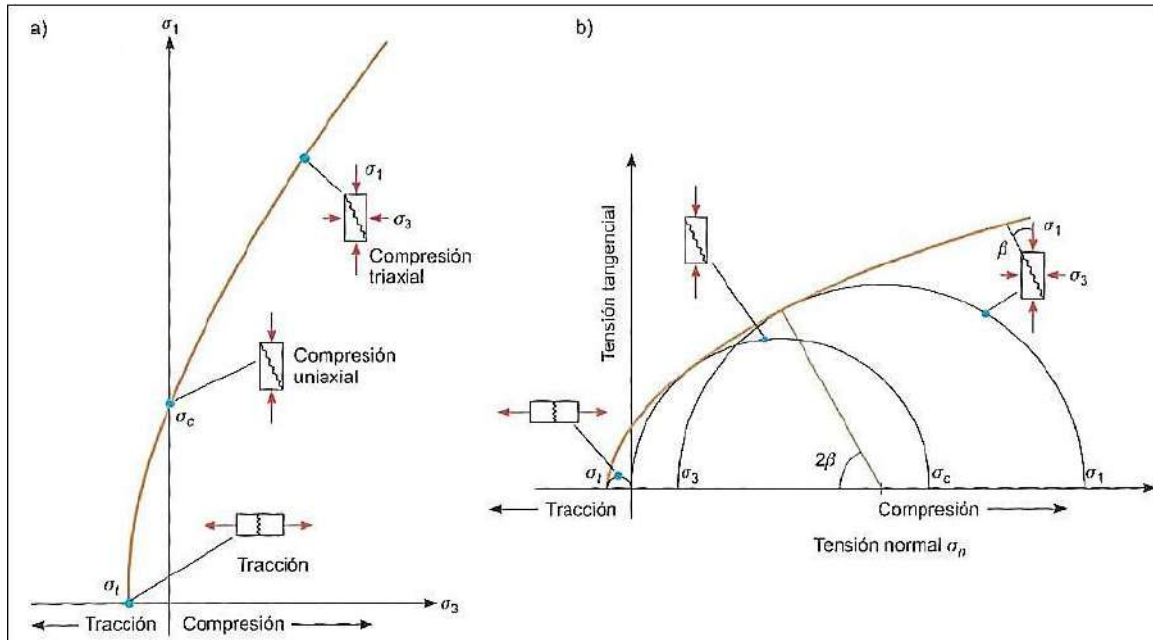 a)
σ1
σ1
σ3
Compresión
triaxial
Compresión
uniaxial
σc
Tracción
σt
σ3
Tracción
Compresión
b)
Tensión tangencial
β
σ1
σ3
2β
σt
σ3
σc
σ1
Tracción
Compresión
Tensión normal σn